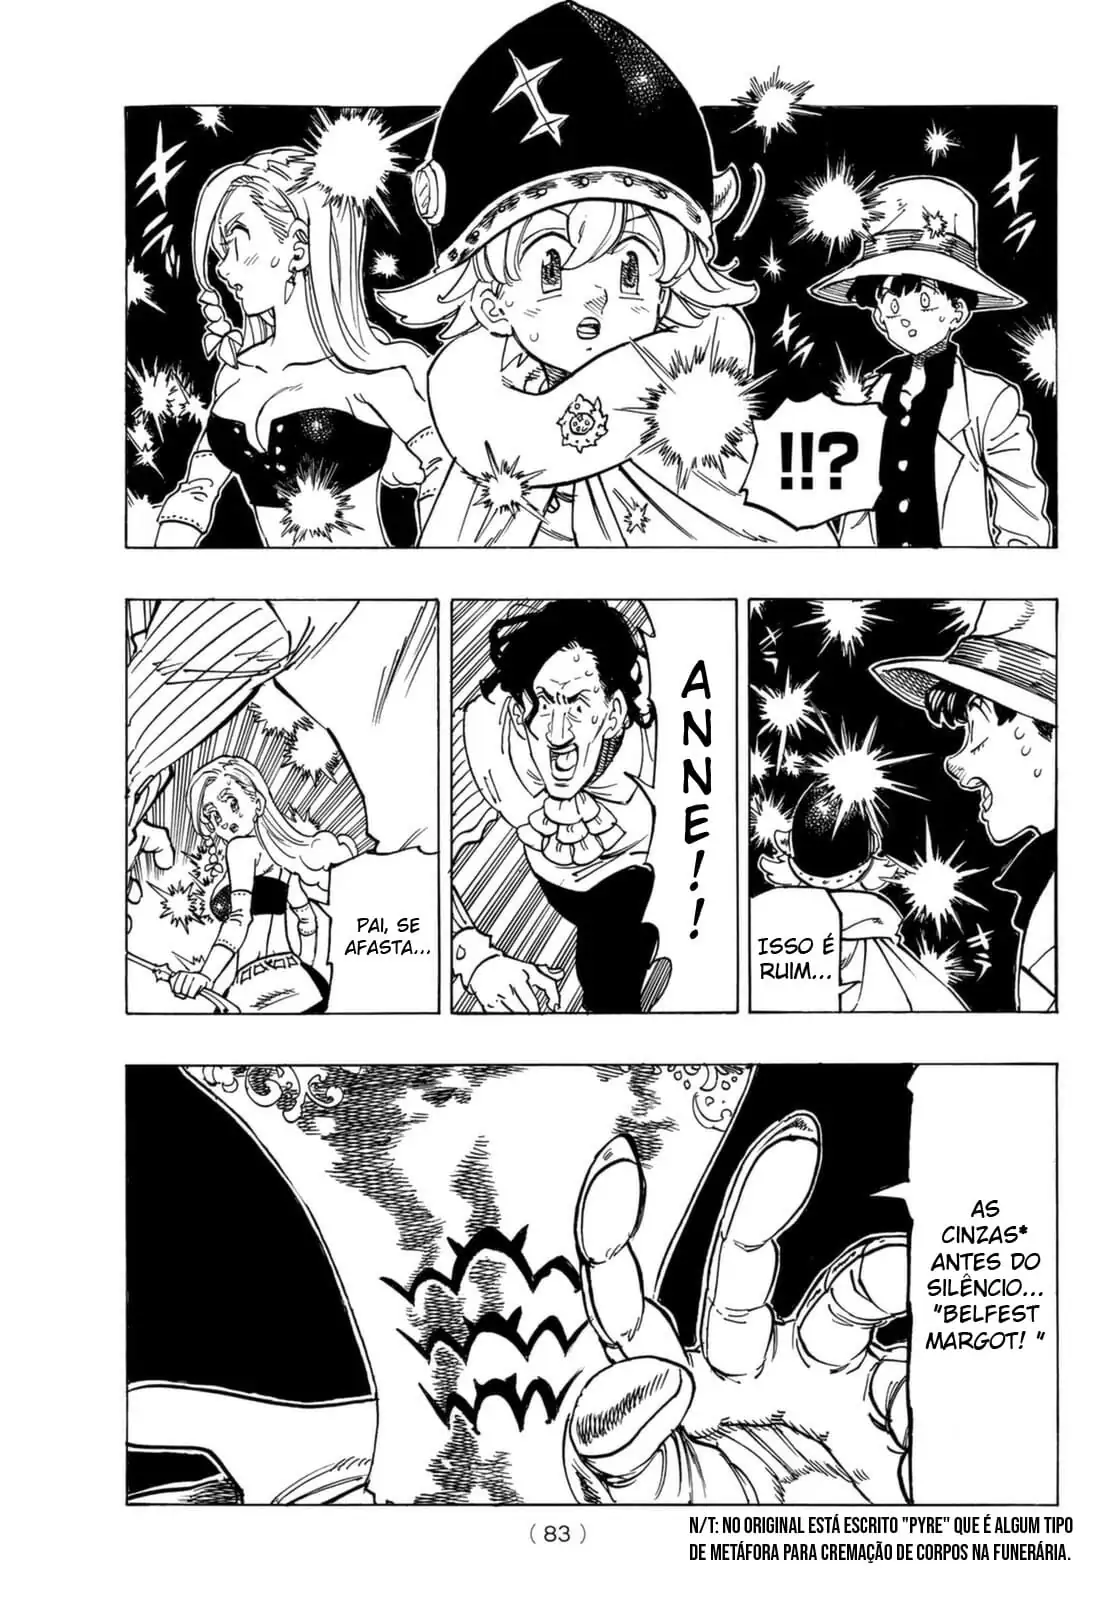 !!?
ISSO É
RUIM...
ANNE!!
PAI, SE
AFASTA...
AS
CINZAS*
ANTES DO
SILÊNCIO...
"BELFEST
MARGOT! "
( 83 )
N/T: NO ORIGINAL ESTÁ ESCRITO "PYRE" QUE É ALGUM TIPO
DE METÁFORA PARA CREMAÇÃO DE CORPOS NA FUNERÁRIA.